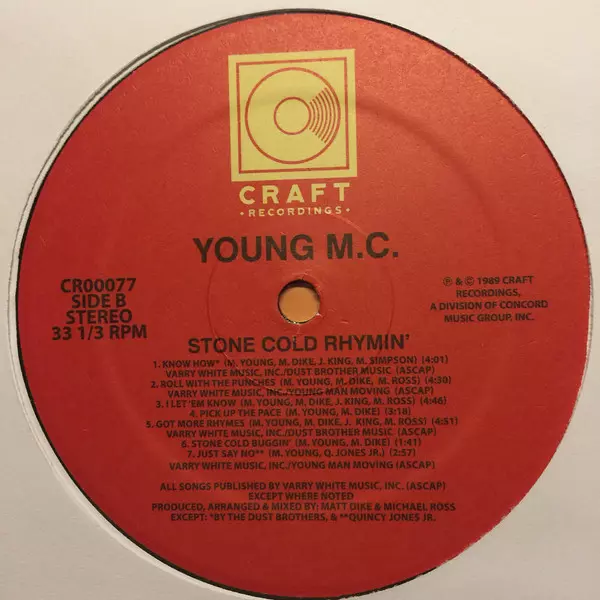 CRAFT
• RECORDINGS •
YOUNG M.C.
CR00077
SIDE B
STEREO
33 1/3 RPM
℗ & © 1989 CRAFT
RECORDINGS,
A DIVISION OF CONCORD
MUSIC GROUP, INC.
STONE COLD RHYMIN'
1. KNOW HOW* (M. YOUNG, M. DIKE, J. KING, M. SIMPSON) (4:01)
VARRY WHITE MUSIC, INC./DUST BROTHER MUSIC (ASCAP)
2. ROLL WITH THE PUNCHES (M. YOUNG, M. DIKE, M. ROSS) (4:30)
VARRY WHITE MUSIC, INC./YOUNG MAN MOVING (ASCAP)
3. I LET 'EM KNOW (M. YOUNG, M. DIKE, J. KING, M. ROSS) (4:46)
4. PICK UP THE PACE (M. YOUNG, M. DIKE) (3:18)
5. GOT MORE RHYMES (M. YOUNG, M. DIKE, J. KING, M. ROSS) (4:51)
VARRY WHITE MUSIC, INC./DUST BROTHER MUSIC (ASCAP)
6. STONE COLD BUGGIN' (M. YOUNG, M. DIKE) (1:41)
7. JUST SAY NO** (M. YOUNG, Q. JONES JR.) (2:57)
VARRY WHITE MUSIC, INC./YOUNG MAN MOVING (ASCAP)
ALL SONGS PUBLISHED BY VARRY WHITE MUSIC, INC. (ASCAP)
EXCEPT WHERE NOTED
PRODUCED, ARRANGED & MIXED BY: MATT DIKE & MICHAEL ROSS
EXCEPT: *BY THE DUST BROTHERS, & **QUINCY JONES JR.